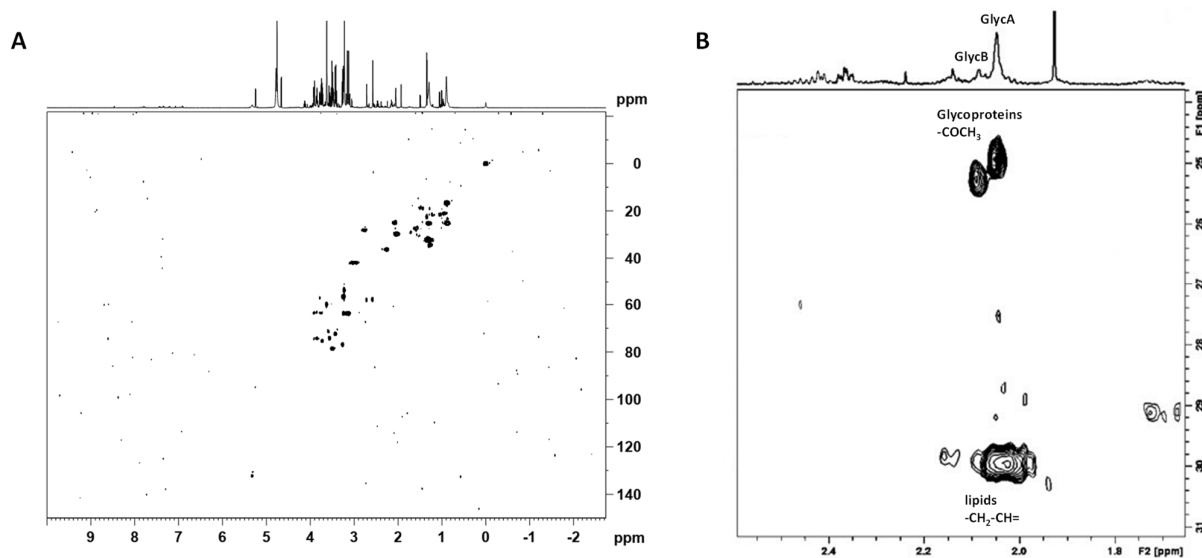 A
ppm
0
20
40
60
80
100
120
140
9 8 7 6 5 4 3 2 1 0 -1 -2 ppm
B
GlycA
GlycB
Glycoproteins
-COCH₃
F1 [ppm]
25
26
27
28
29
30
31
lipids
-CH₂-CH=
2.4 2.2 2.0 1.8 F2 [ppm]